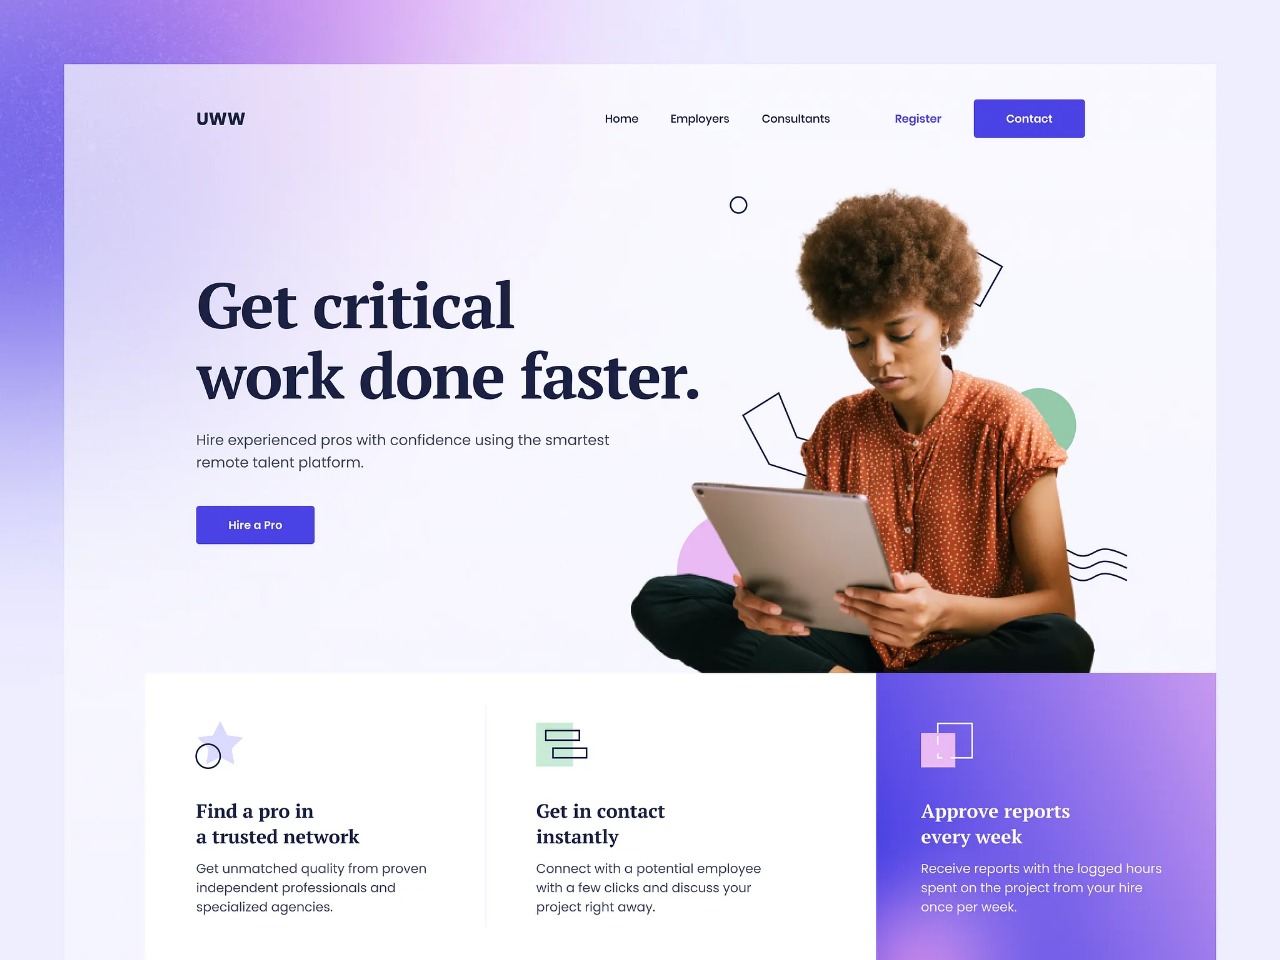 UWW
Home Employers Consultants Register Contact
Get critical
work done faster.
Hire experienced pros with confidence using the smartest
remote talent platform.
Hire a Pro
Find a pro in
a trusted network
Get unmatched quality from proven
independent professionals and
specialized agencies.
Get in contact
instantly
Connect with a potential employee
with a few clicks and discuss your
project right away.
Approve reports
every week
Receive reports with the logged hours
spent on the project from your hire
once per week.